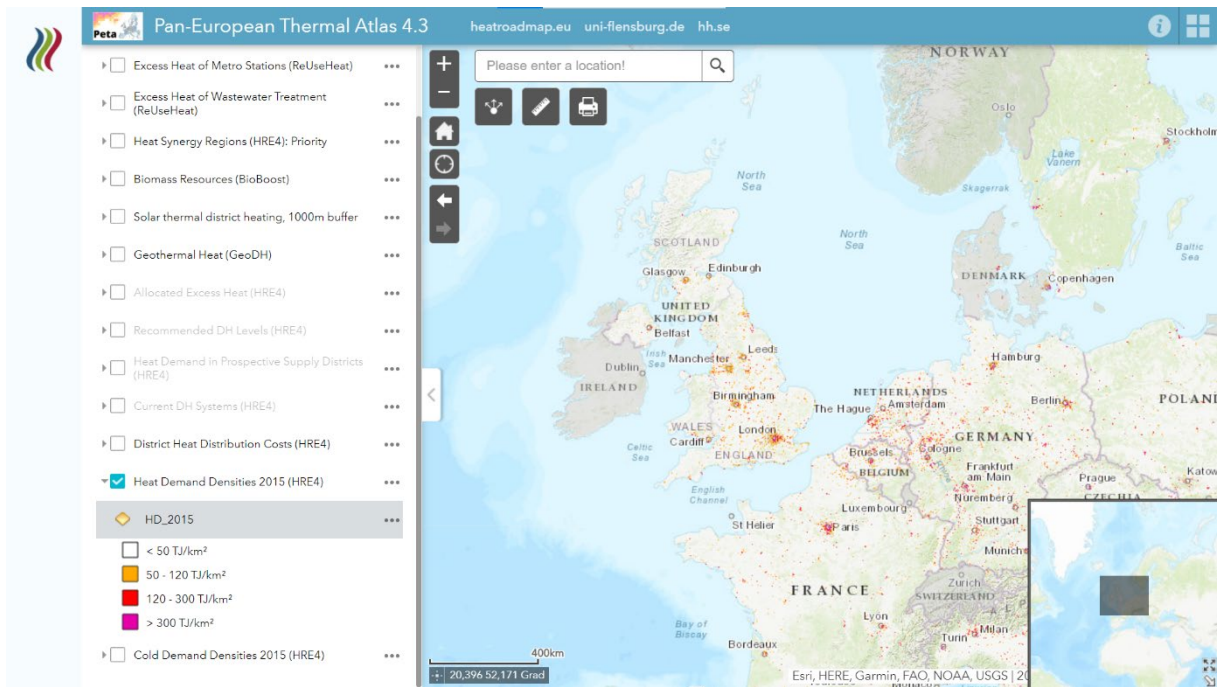 Peta
Pan-European Thermal Atlas 4.3
heatroadmap.eu uni-flensburg.de hh.se
Excess Heat of Metro Stations (ReUseHeat)
Excess Heat of Wastewater Treatment
(ReUseHeat)
Heat Synergy Regions (HRE4): Priority
Biomass Resources (BioBoost)
Solar thermal district heating, 1000m buffer
Geothermal Heat (GeoDH)
Allocated Excess Heat (HRE4)
Recommended DH Levels (HRE4)
Heat Demand in Prospective Supply Districts
(HRE4)
Current DH Systems (HRE4)
District Heat Distribution Costs (HRE4)
Heat Demand Densities 2015 (HRE4)
HD_2015
< 50 TJ/km²
50 - 120 TJ/km²
120 - 300 TJ/km²
> 300 TJ/km²
Cold Demand Densities 2015 (HRE4)
Please enter a location!
NORWAY
Oslo
Stockholm
Lake
Vanern
North
Sea
Skagerrak
North
Sea
SCOTLAND
Baltic
Sea
Glasgow
Edinburgh
DENMARK
Copenhagen
UNITED
KINGDOM
Belfast
Irish
Sea
Manchester
Leeds
Dublin
Hamburg
IRELAND
Birmingham
NETHERLANDS
The Hague
Amsterdam
Berlin
POLAN
WALES
London
Cardiff
Celtic
Sea
ENGLAND
GERMANY
Brussels
Cologne
BELGIUM
Frankfurt
am Main
Prague
Katow
English
Channel
Luxembourg
Nuremberg
CZECHIA
St Helier
Paris
Stuttgart
Munich
FRANCE
Zurich
SWITZERLAND
A L P
Lyon
Bay of
Biscay
Turin
Milan
Bordeaux
400km
20,396 52,171 Grad
Esri, HERE, Garmin, FAO, NOAA, USGS | 20